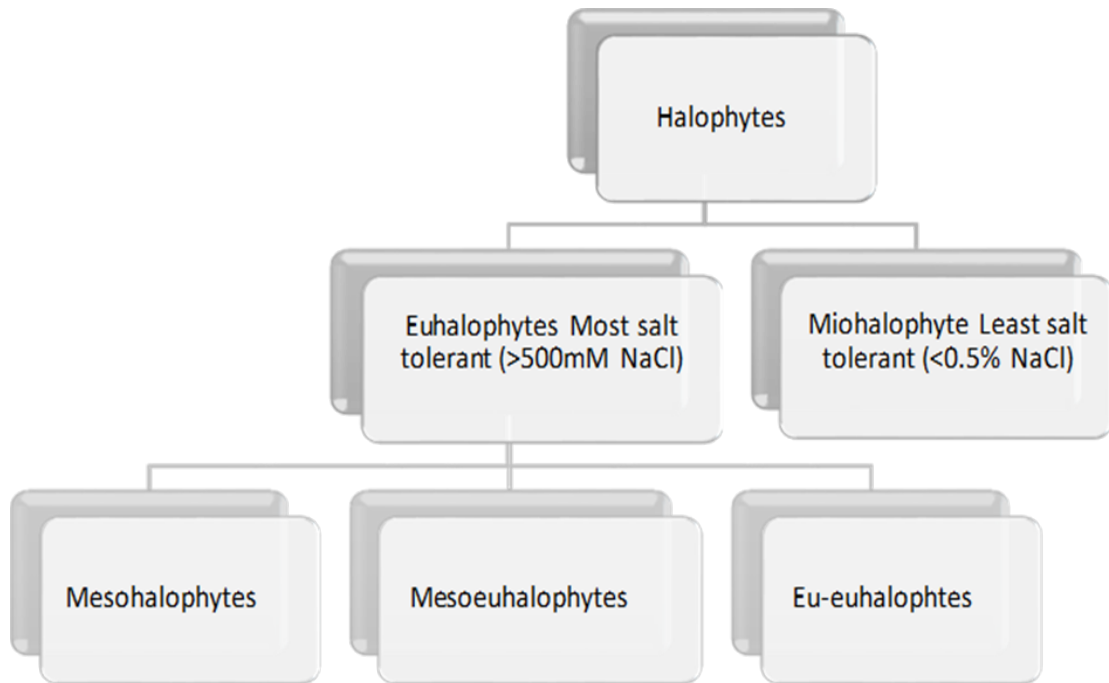 Halophytes
Euhalophytes Most salt
tolerant (>500mM NaCl)
Miohalophyte Least salt
tolerant (<0.5% NaCl)
Mesohalophytes
Mesoeuhalophytes
Eu-euhalophtes